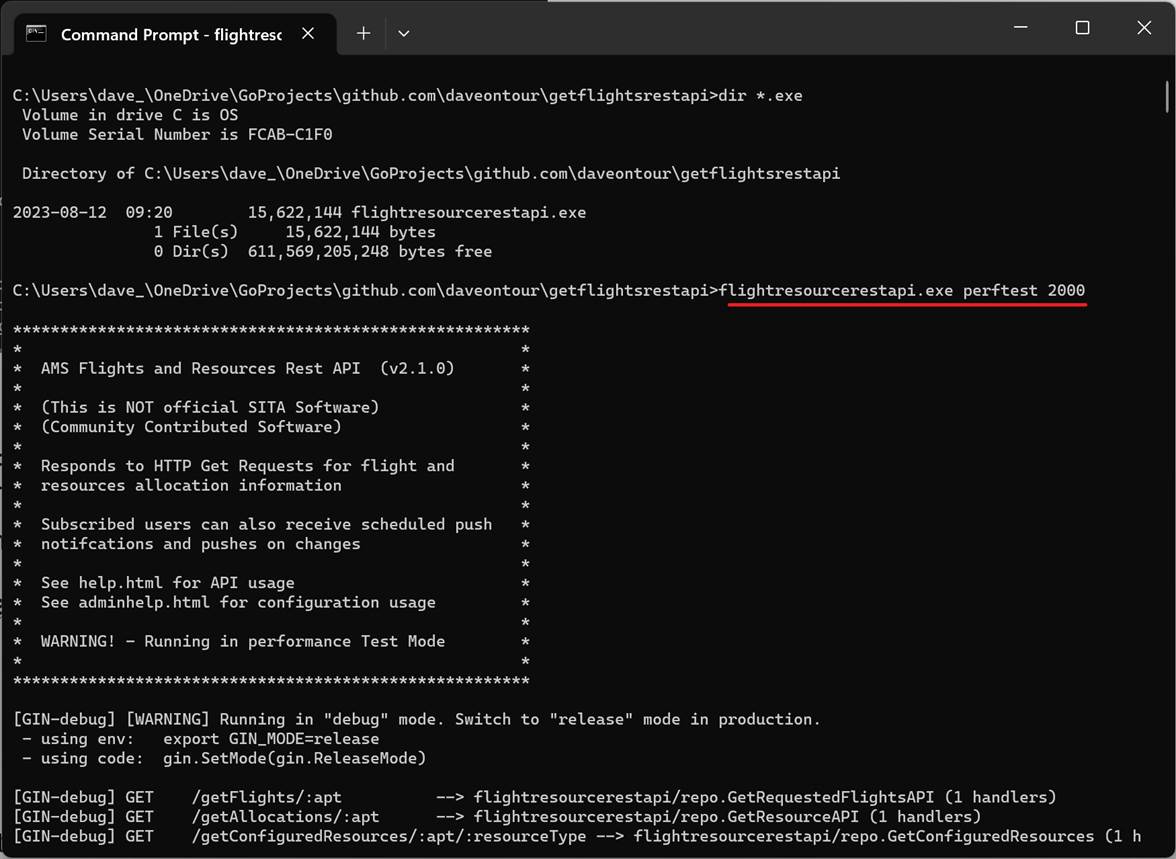 Command Prompt - flightresc
C:\Users\dave_\OneDrive\GoProjects\github.com\daveontour\getflightsrestapi>dir *.exe
 Volume in drive C is OS
 Volume Serial Number is FCAB-C1F0
 Directory of C:\Users\dave_\OneDrive\GoProjects\github.com\daveontour\getflightsrestapi
2023-08-12  09:20        15,622,144 flightresourcerestapi.exe
               1 File(s)     15,622,144 bytes
               0 Dir(s)  611,569,205,248 bytes free
C:\Users\dave_\OneDrive\GoProjects\github.com\daveontour\getflightsrestapi>flightresourcerestapi.exe perftest 2000
*******************************************************
*                                                     *
*  AMS Flights and Resources Rest API  (v2.1.0)       *
*                                                     *
*  (This is NOT official SITA Software)               *
*  (Community Contributed Software)                   *
*                                                     *
*  Responds to HTTP Get Requests for flight and       *
*  resources allocation information                   *
*                                                     *
*  Subscribed users can also receive scheduled push   *
*  notifcations and pushes on changes                 *
*                                                     *
*  See help.html for API usage                        *
*  See adminhelp.html for configuration usage         *
*                                                     *
*  WARNING! - Running in performance Test Mode        *
*                                                     *
*******************************************************
[GIN-debug] [WARNING] Running in "debug" mode. Switch to "release" mode in production.
 - using env:   export GIN_MODE=release
 - using code:  gin.SetMode(gin.ReleaseMode)
[GIN-debug] GET    /getFlights/:apt          --> flightresourcerestapi/repo.GetRequestedFlightsAPI (1 handlers)
[GIN-debug] GET    /getAllocations/:apt      --> flightresourcerestapi/repo.GetResourceAPI (1 handlers)
[GIN-debug] GET    /getConfiguredResources/:apt/:resourceType --> flightresourcerestapi/repo.GetConfiguredResources (1 h